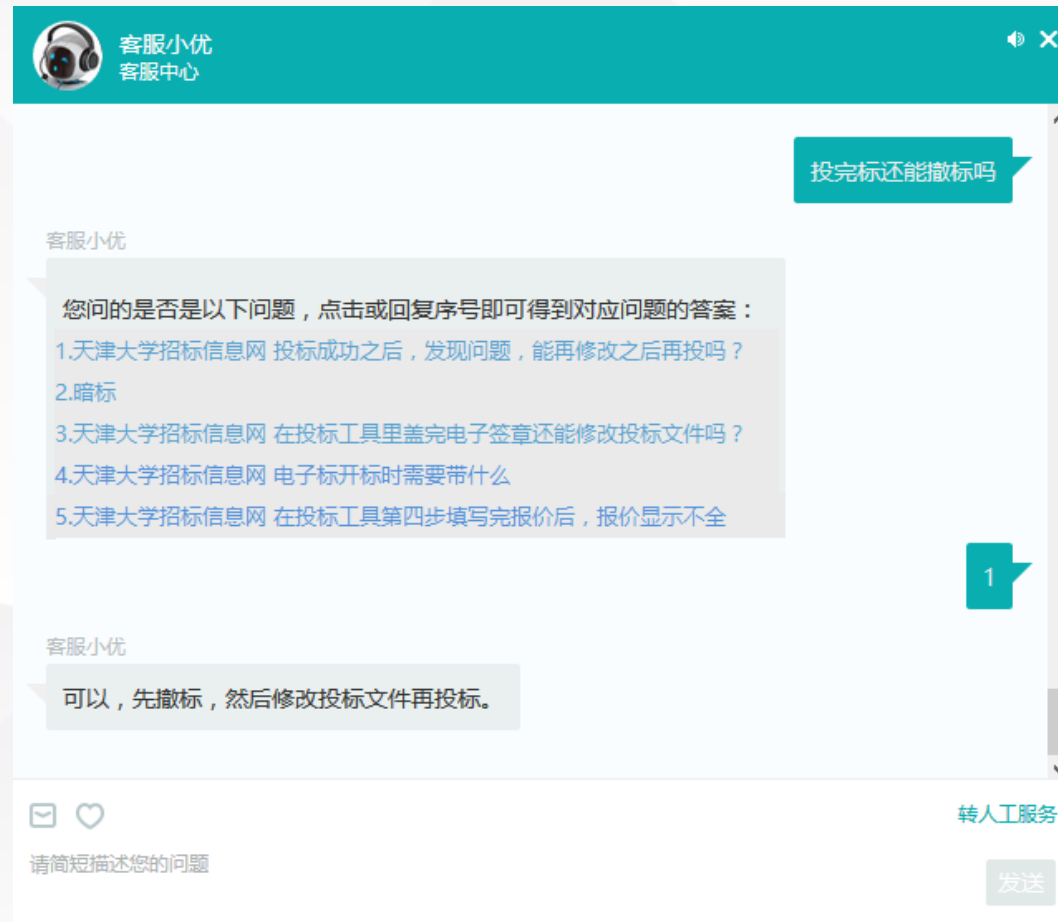 客服小优
客服中心
投完标还能撤标吗
客服小优
您问的是否是以下问题，点击或回复序号即可得到对应问题的答案：
1.天津大学招标信息网 投标成功之后，发现问题，能再修改之后再投吗？
2.暗标
3.天津大学招标信息网 在投标工具里盖完电子签章还能修改投标文件吗？
4.天津大学招标信息网 电子标开标时需要带什么
5.天津大学招标信息网 在投标工具第四步填写完报价后，报价显示不全
1
客服小优
可以，先撤标，然后修改投标文件再投标。
转人工服务
请简短描述您的问题
发送